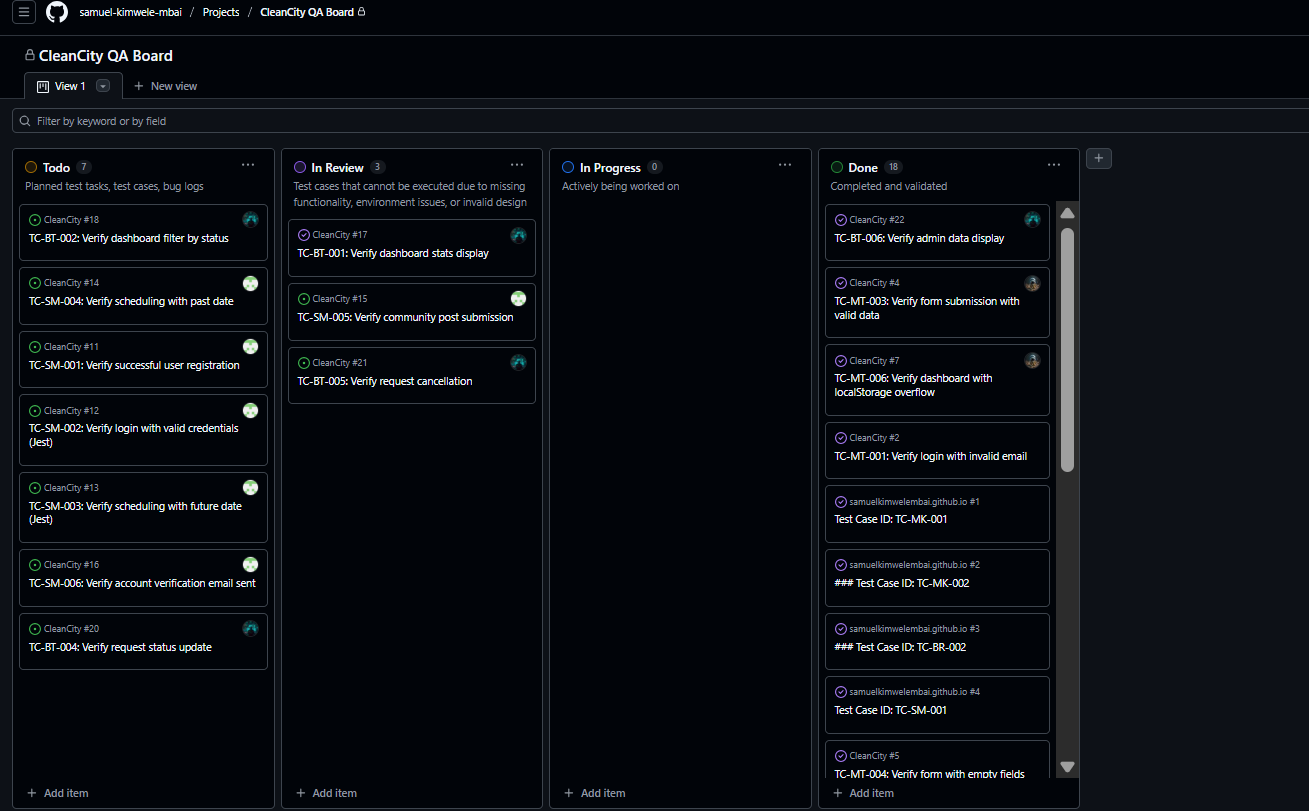 samuel-kimwele-mbai / Projects / CleanCity QA Board
CleanCity QA Board
View 1
+ New view
Filter by keyword or by field
Todo 7
Planned test tasks, test cases, bug logs
CleanCity #18
TC-BT-002: Verify dashboard filter by status
CleanCity #14
TC-SM-004: Verify scheduling with past date
CleanCity #11
TC-SM-001: Verify successful user registration
CleanCity #12
TC-SM-002: Verify login with valid credentials
(Jest)
CleanCity #13
TC-SM-003: Verify scheduling with future date
(Jest)
CleanCity #16
TC-SM-006: Verify account verification email sent
CleanCity #20
TC-BT-004: Verify request status update
+ Add item
In Review 3
Test cases that cannot be executed due to missing
functionality, environment issues, or invalid design
CleanCity #17
TC-BT-001: Verify dashboard stats display
CleanCity #15
TC-SM-005: Verify community post submission
CleanCity #21
TC-BT-005: Verify request cancellation
+ Add item
In Progress 0
Actively being worked on
+ Add item
Done 18
Completed and validated
CleanCity #22
TC-BT-006: Verify admin data display
CleanCity #4
TC-MT-003: Verify form submission with
valid data
CleanCity #7
TC-MT-006: Verify dashboard with
localStorage overflow
CleanCity #2
TC-MT-001: Verify login with invalid email
samuelkimwelembai.github.io #1
Test Case ID: TC-MK-001
samuelkimwelembai.github.io #2
### Test Case ID: TC-MK-002
samuelkimwelembai.github.io #3
### Test Case ID: TC-BR-002
samuelkimwelembai.github.io #4
Test Case ID: TC-SM-001
CleanCity #5
TC-MT-004: Verify form with empty fields
+ Add item